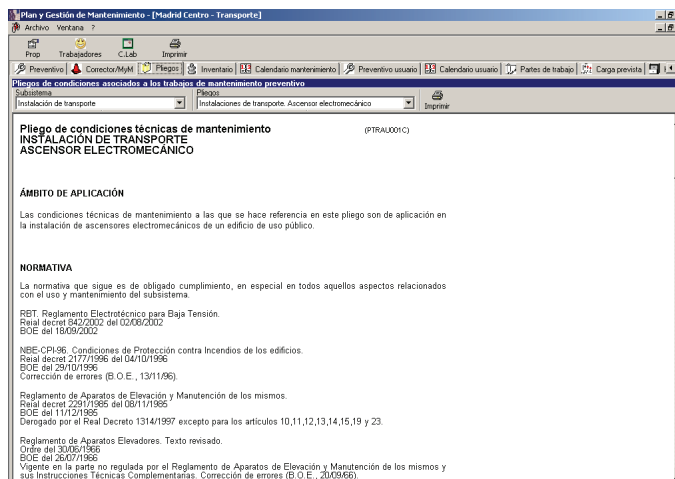 Plan y Gestión de Mantenimiento - [Madrid Centro - Transporte]
Archivo Ventana ?
Prop Trabajadores C.Lab Imprimir
Preventivo Corrector/MyM Pliegos Inventario Calendario mantenimiento Preventivo usuario Calendario usuario Partes de trabajo Carga prevista
Pliegos de condiciones asociados a los trabajos de mantenimiento preventivo
Subsistema Pliegos
Instalación de transporte Instalaciones de transporte. Ascensor electromecánico Imprimir
Pliego de condiciones técnicas de mantenimiento (PTRAU001C)
INSTALACIÓN DE TRANSPORTE
ASCENSOR ELECTROMECÁNICO
ÁMBITO DE APLICACIÓN
Las condiciones técnicas de mantenimiento a las que se hace referencia en este pliego son de aplicación en
la instalación de ascensores electromecánicos de un edificio de uso público.
NORMATIVA
La normativa que sigue es de obligado cumplimiento, en especial en todos aquellos aspectos relacionados
con el uso y mantenimiento del subsistema.
RBT. Reglamento Electrotécnico para Baja Tensión.
Reial decret 842/2002 del 02/08/2002
BOE del 18/09/2002
NBE-CPI-96. Condiciones de Protección contra Incendios de los edificios.
Reial decret 2177/1996 del 04/10/1996
BOE del 29/10/1996
Corrección de errores (B.O.E., 13/11/96).
Reglamento de Aparatos de Elevación y Manutención de los mismos.
Reial decret 2291/1985 del 08/11/1985
BOE del 11/12/1985
Derogado por el Real Decreto 1314/1997 excepto para los artículos 10,11,12,13,14,15,19 y 23.
Reglamento de Aparatos Elevadores. Texto revisado.
Ordre del 30/06/1966
BOE del 26/07/1966
Vigente en la parte no regulada por el Reglamento de Aparatos de Elevación y Manutención de los mismos y
sus Instrucciones Técnicas Complementarias. Corrección de errores (B.O.E., 20/09/66).